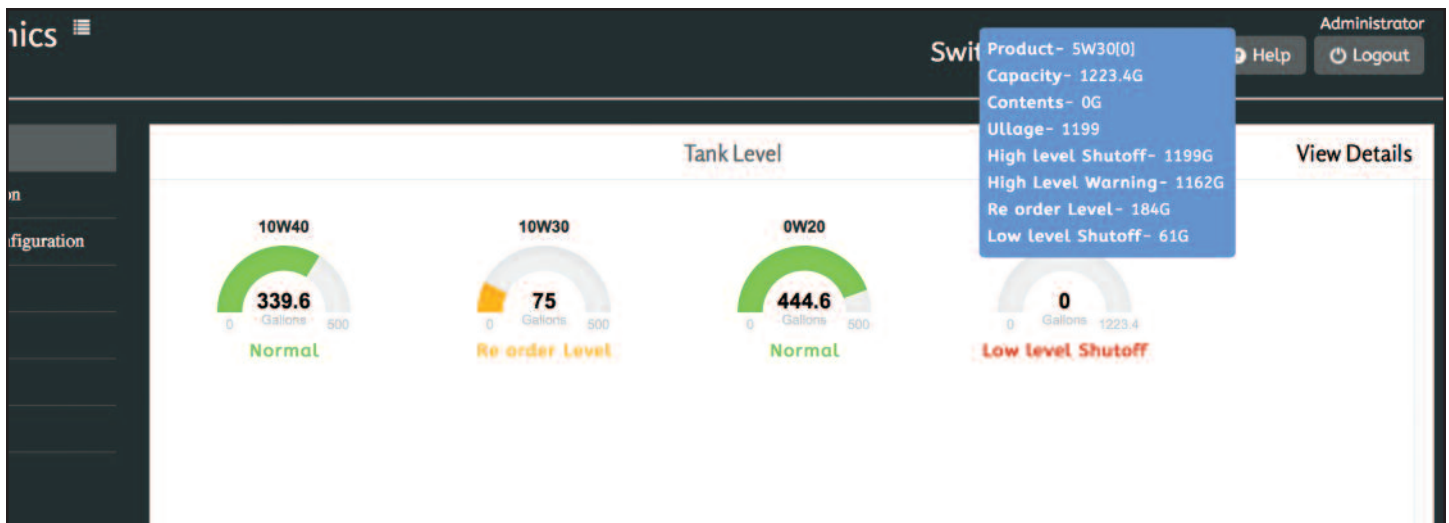 nics
Administrator
Swit
Help
Logout
Product- 5W30[0]
Capacity- 1223.4G
Contents- 0G
Ullage- 1199
High level Shutoff- 1199G
High Level Warning- 1162G
Re order Level- 184G
Low level Shutoff- 61G
on
figuration
Tank Level
View Details
10W40
339.6
Gallons
0 500
Normal
10W30
75
Gallons
0 500
Re order Level
0W20
444.6
Gallons
0 500
Normal
0
Gallons
0 1223.4
Low level Shutoff